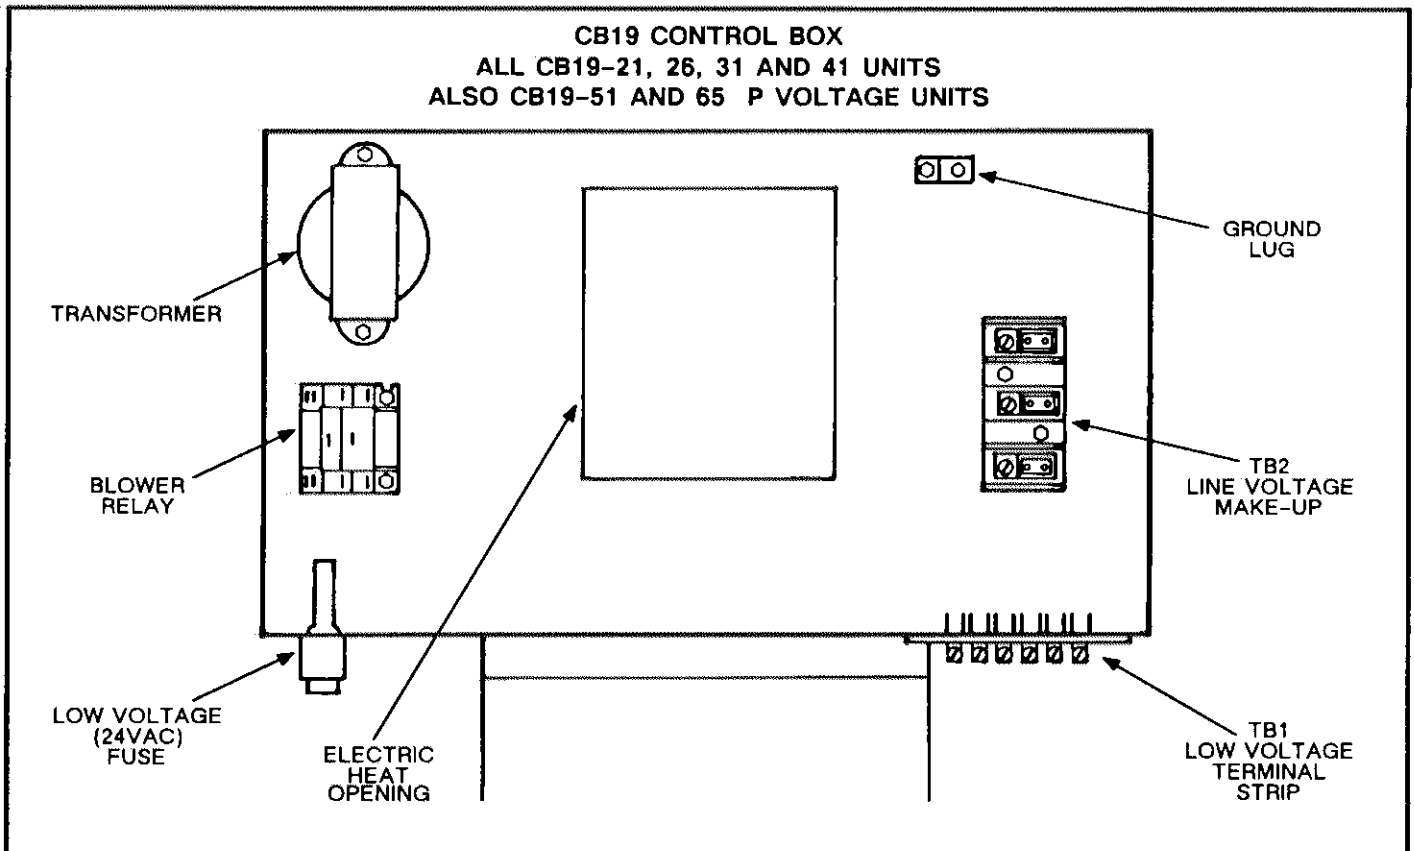 CB19 CONTROL BOX
ALL CB19-21, 26, 31 AND 41 UNITS
ALSO CB19-51 AND 65 P VOLTAGE UNITS
GROUND
LUG
TRANSFORMER
BLOWER
RELAY
TB2
LINE VOLTAGE
MAKE-UP
LOW VOLTAGE
(24VAC)
FUSE
ELECTRIC
HEAT
OPENING
TB1
LOW VOLTAGE
TERMINAL
STRIP